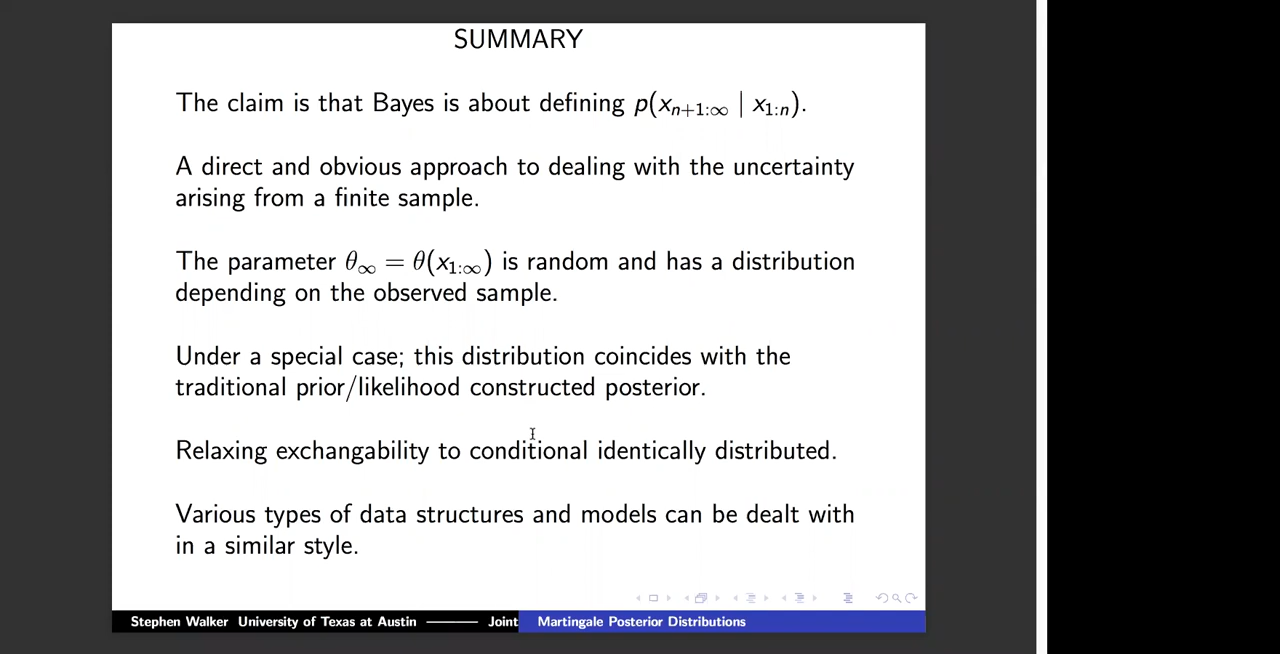 SUMMARY
The claim is that Bayes is about defining p(x_{n+1:∞} | x_{1:n}).
A direct and obvious approach to dealing with the uncertainty
arising from a finite sample.
The parameter θ_∞ = θ(x_{1:∞}) is random and has a distribution
depending on the observed sample.
Under a special case; this distribution coincides with the
traditional prior/likelihood constructed posterior.
Relaxing exchangability to conditional identically distributed.
Various types of data structures and models can be dealt with
in a similar style.
Stephen Walker University of Texas at Austin ——— Joint Martingale Posterior Distributions